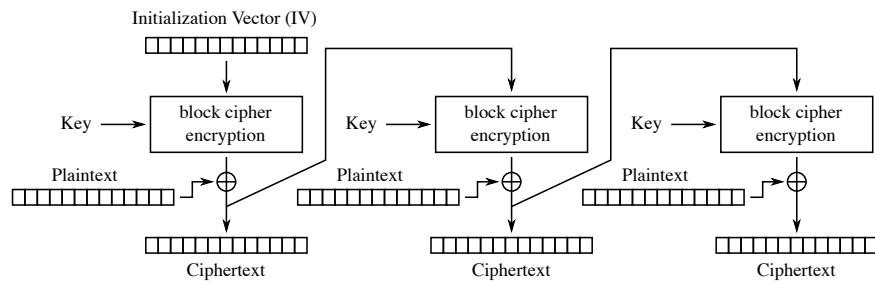 Initialization Vector (IV)
Key
block cipher
encryption
Plaintext
Ciphertext
Key
block cipher
encryption
Plaintext
Ciphertext
Key
block cipher
encryption
Plaintext
Ciphertext